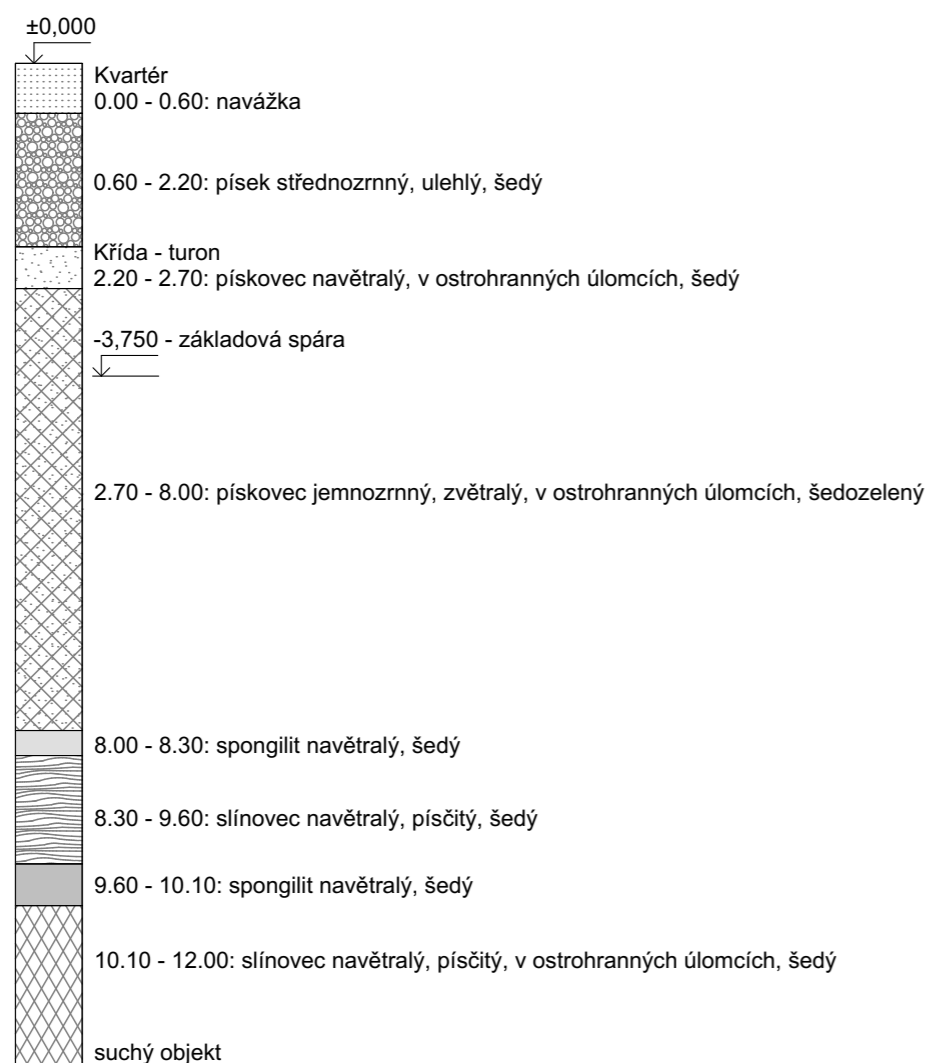 ±0,000
Kvartér
0.00 - 0.60: navážka
0.60 - 2.20: písek střednozrnný, ulehlý, šedý
Křída - turon
2.20 - 2.70: pískovec navětralý, v ostrohranných úlomcích, šedý
-3,750 - základová spára
2.70 - 8.00: pískovec jemnozrnný, zvětralý, v ostrohranných úlomcích, šedozelený
8.00 - 8.30: spongilit navětralý, šedý
8.30 - 9.60: slínovec navětralý, písčitý, šedý
9.60 - 10.10: spongilit navětralý, šedý
10.10 - 12.00: slínovec navětralý, písčitý, v ostrohranných úlomcích, šedý
suchý objekt